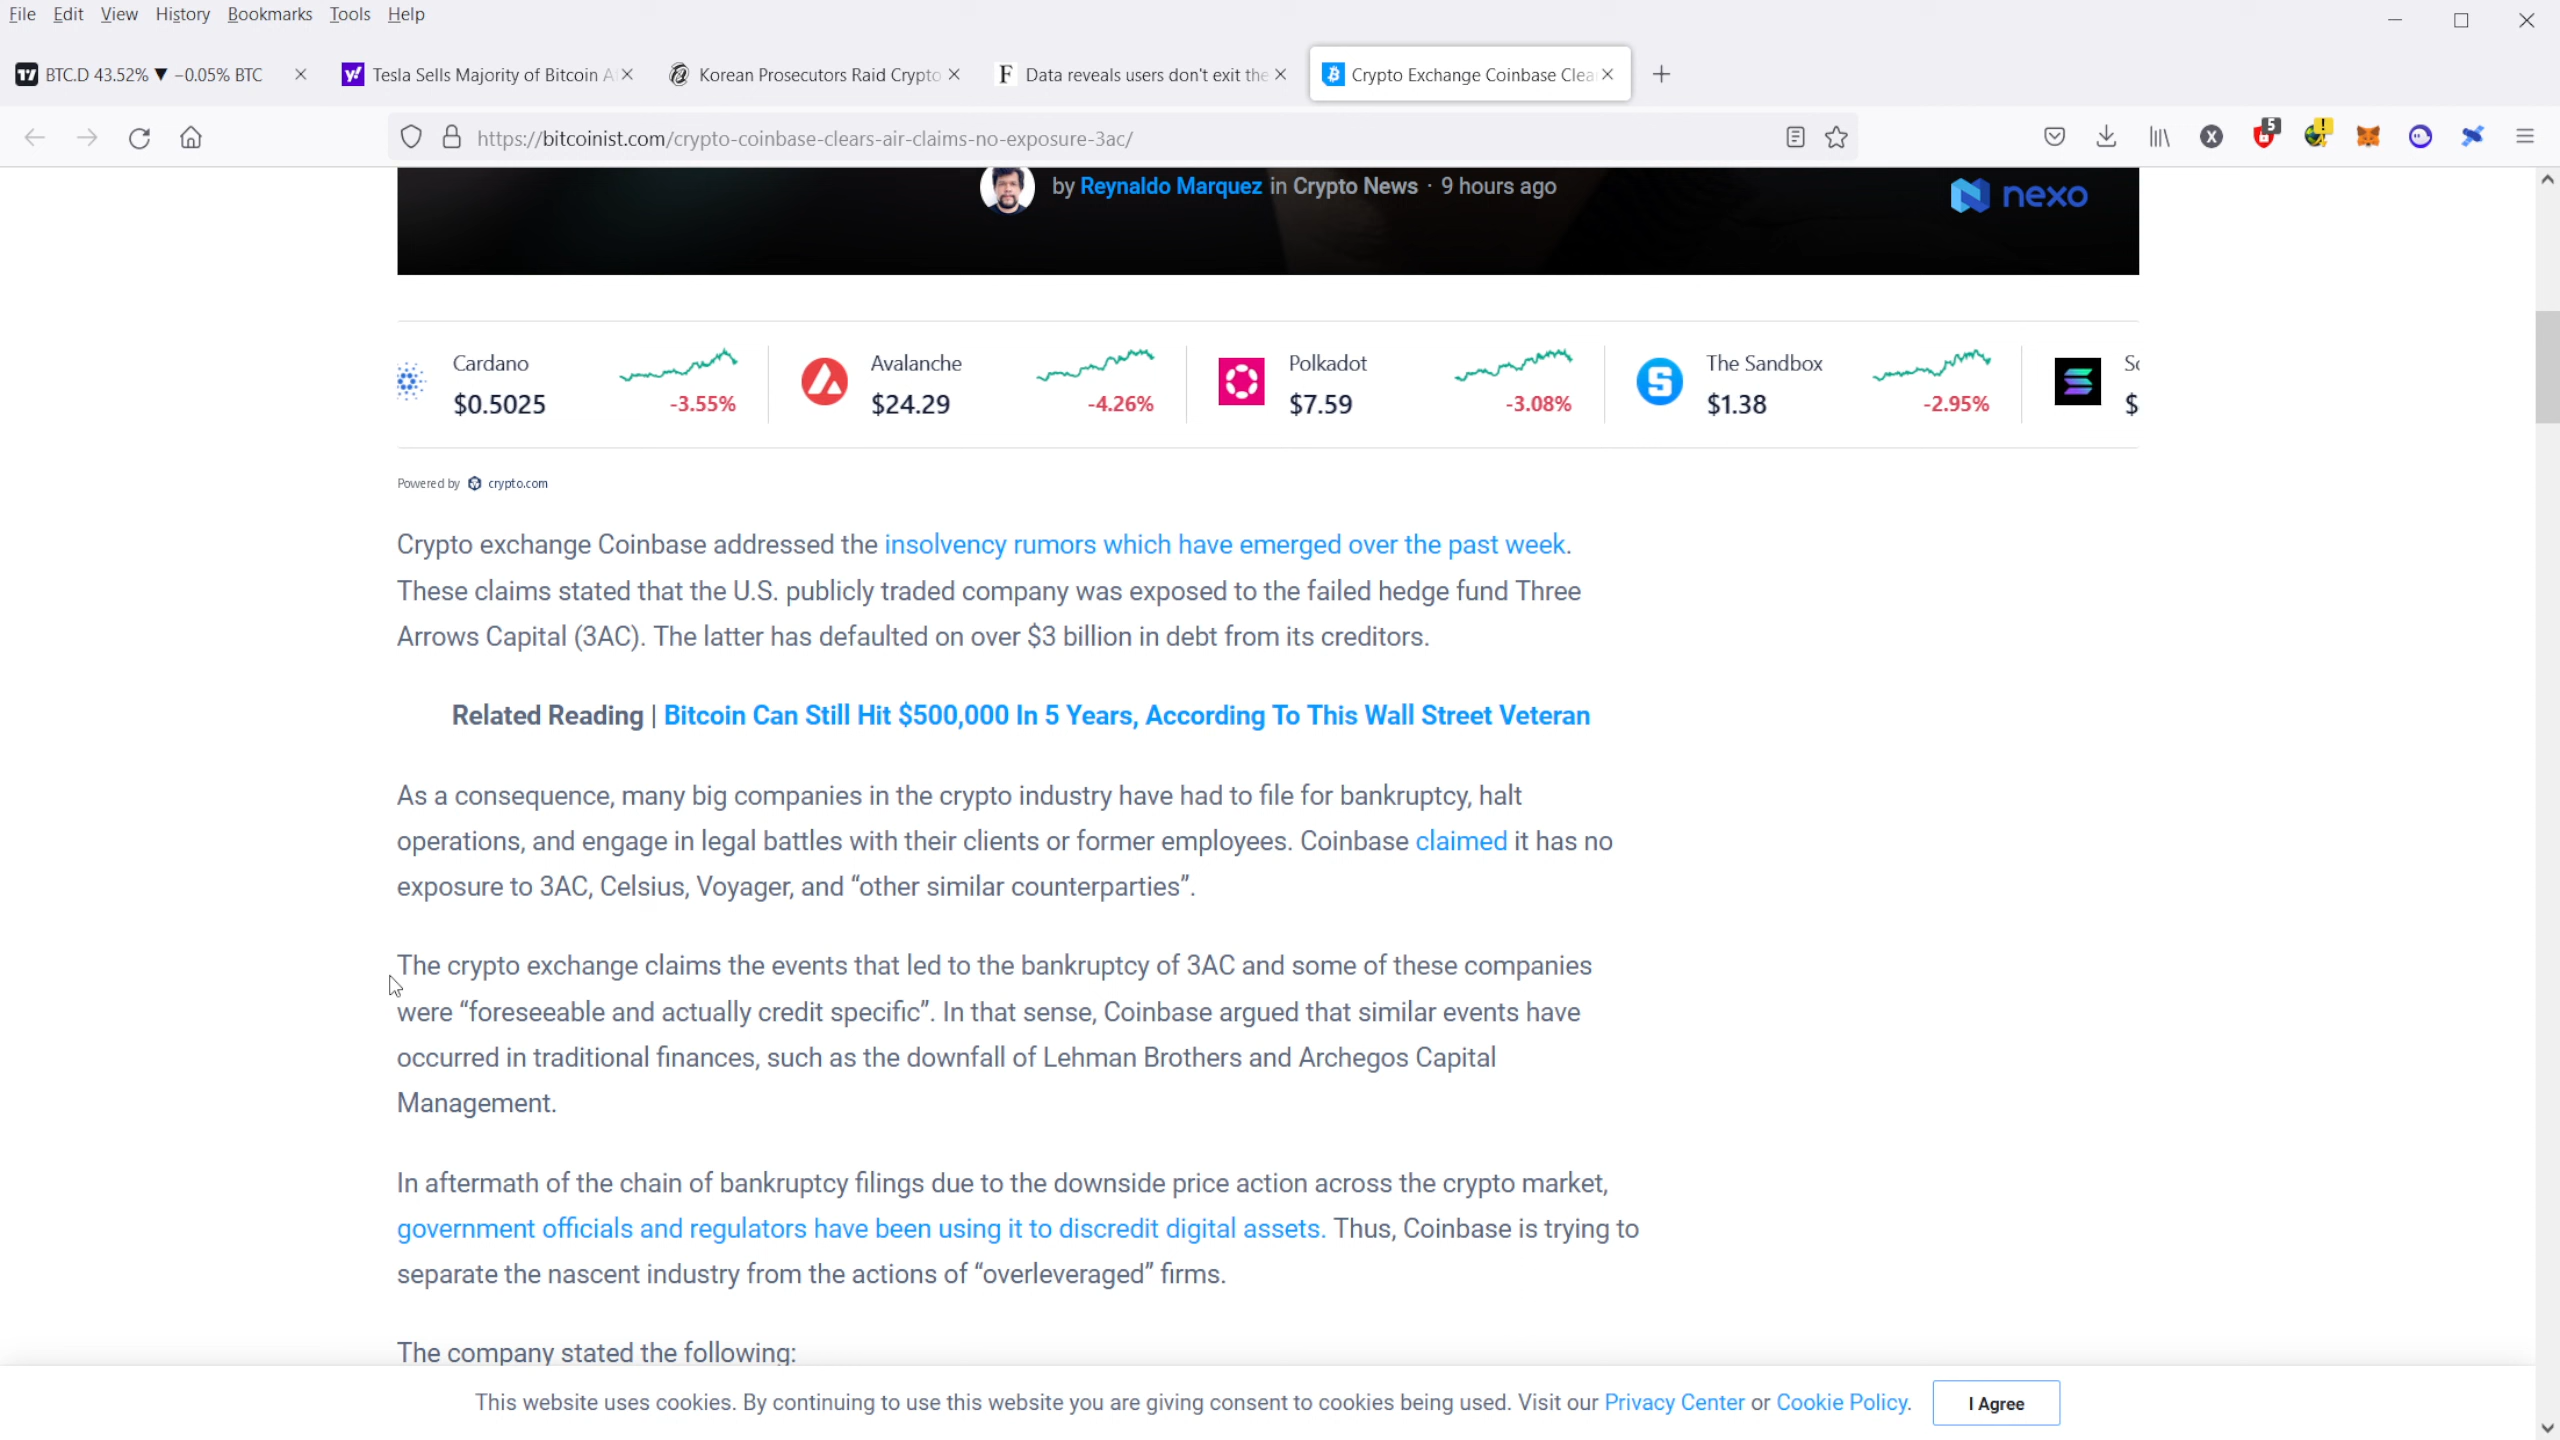 File Edit View History Bookmarks Tools Help
BTC.D 43.52% ▼ −0.05% BTC
Tesla Sells Majority of Bitcoin A
Korean Prosecutors Raid Crypto
Data reveals users don't exit the
Crypto Exchange Coinbase Clea
https://bitcoinist.com/crypto-coinbase-clears-air-claims-no-exposure-3ac/
5
by Reynaldo Marquez in Crypto News · 9 hours ago
nexo
Cardano
$0.5025 -3.55%
Avalanche
$24.29 -4.26%
Polkadot
$7.59 -3.08%
The Sandbox
$1.38 -2.95%
$
Powered by crypto.com
Crypto exchange Coinbase addressed the insolvency rumors which have emerged over the past week.
These claims stated that the U.S. publicly traded company was exposed to the failed hedge fund Three
Arrows Capital (3AC). The latter has defaulted on over $3 billion in debt from its creditors.
Related Reading | Bitcoin Can Still Hit $500,000 In 5 Years, According To This Wall Street Veteran
As a consequence, many big companies in the crypto industry have had to file for bankruptcy, halt
operations, and engage in legal battles with their clients or former employees. Coinbase claimed it has no
exposure to 3AC, Celsius, Voyager, and “other similar counterparties”.
The crypto exchange claims the events that led to the bankruptcy of 3AC and some of these companies
were “foreseeable and actually credit specific”. In that sense, Coinbase argued that similar events have
occurred in traditional finances, such as the downfall of Lehman Brothers and Archegos Capital
Management.
In aftermath of the chain of bankruptcy filings due to the downside price action across the crypto market,
government officials and regulators have been using it to discredit digital assets. Thus, Coinbase is trying to
separate the nascent industry from the actions of “overleveraged” firms.
The company stated the following:
This website uses cookies. By continuing to use this website you are giving consent to cookies being used. Visit our Privacy Center or Cookie Policy.
I Agree